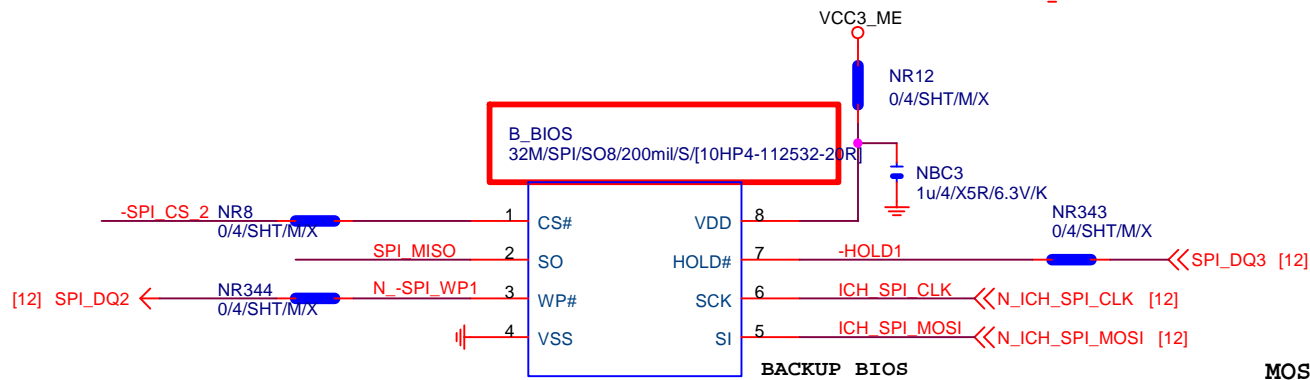 VCC3_ME
NR12
0/4/SHT/M/X
B_BIOS
32M/SPI/SO8/200mil/S/[10HP4-112532-20R]
NBC3
1u/4/X5R/6.3V/K
-SPI_CS_2
NR8
0/4/SHT/M/X
1
CS#
VDD
8
NR343
0/4/SHT/M/X
SPI_MISO
2
SO
HOLD#
7
-HOLD1
SPI_DQ3 [12]
[12] SPI_DQ2
NR344
0/4/SHT/M/X
N_-SPI_WP1
3
WP#
SCK
6
ICH_SPI_CLK
N_ICH_SPI_CLK [12]
4
VSS
SI
5
ICH_SPI_MOSI
N_ICH_SPI_MOSI [12]
BACKUP BIOS
MOS